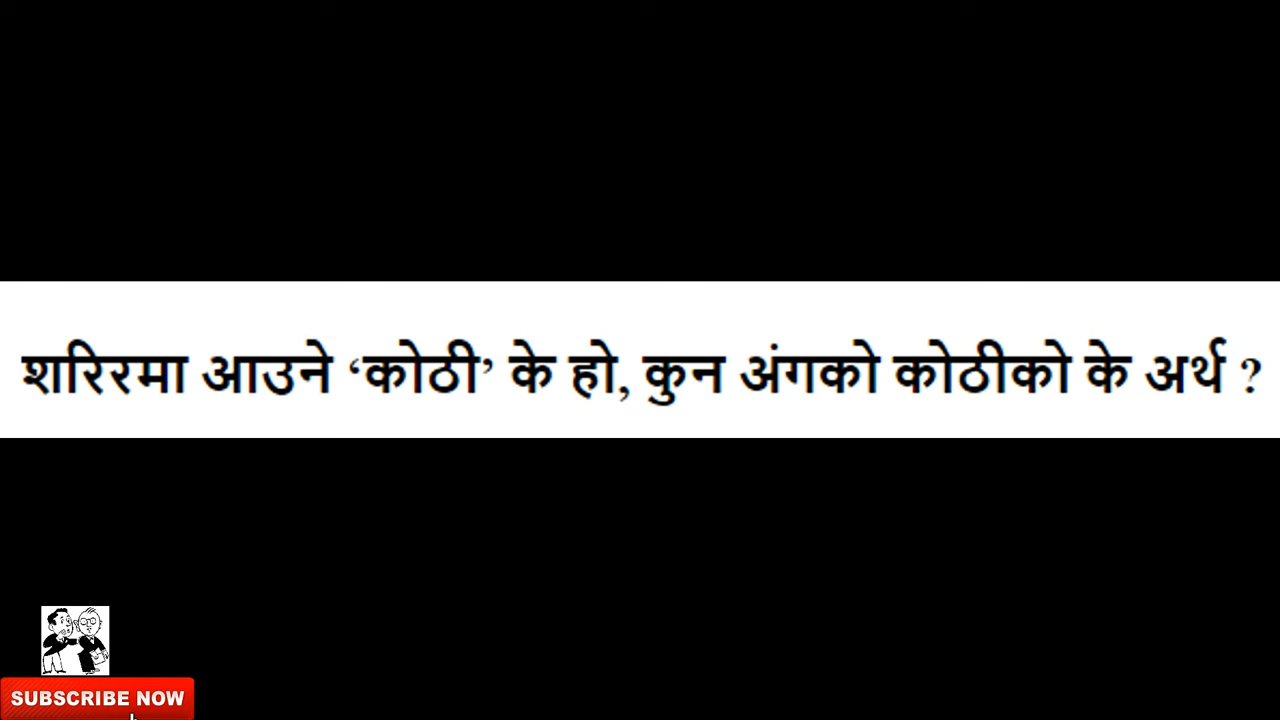 शरिरमा आउने ‘कोठी’ के हो, कुन अंगको कोठीको के अर्थ ?
SUBSCRIBE NOW